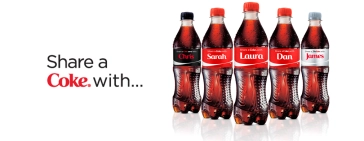 Share a
Coke. with...
Chris
Sarah
Laura
Dan
James